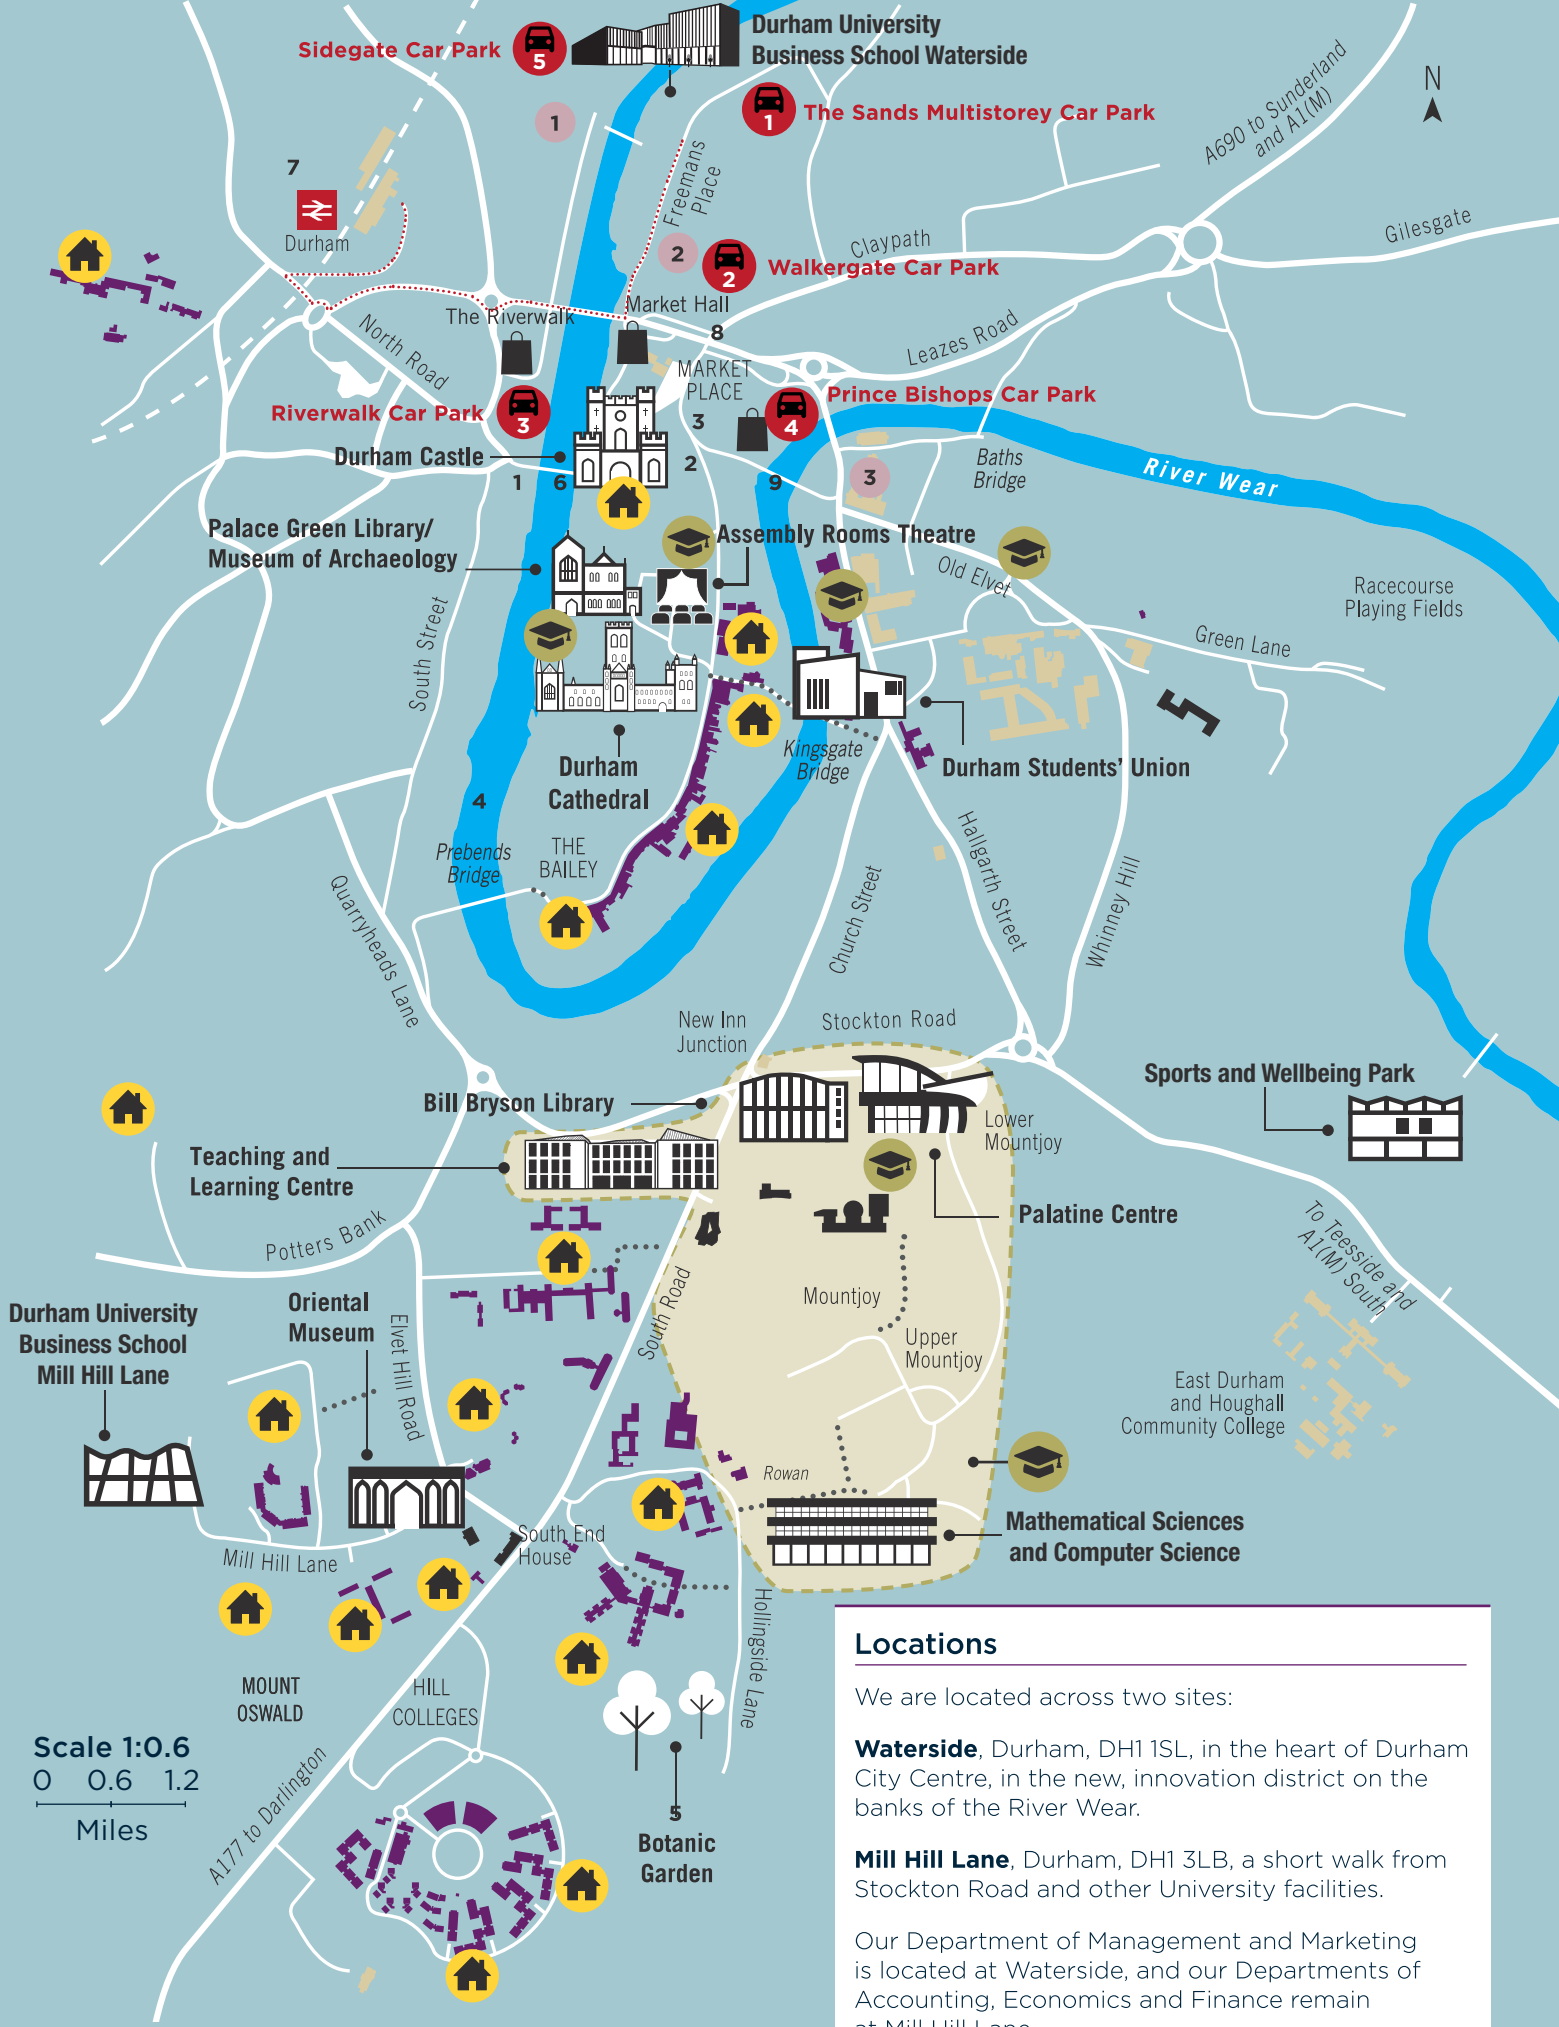 Durham University
Business School Waterside
Sidegate Car Park
5
1
The Sands Multistorey Car Park
1
N
A690 to Sunderland
and A1(M)
7
Durham
Freemans
Place
2
2
Walkergate Car Park
Claypath
Gilesgate
The Riverwalk
Market Hall
8
North Road
Leazes Road
MARKET
PLACE
Riverwalk Car Park
3
Prince Bishops Car Park
4
3
Durham Castle
1
6
2
9
3
Baths
Bridge
River Wear
Palace Green Library/
Museum of Archaeology
Assembly Rooms Theatre
Old Elvet
Racecourse
Playing Fields
South Street
Green Lane
Kingsgate
Bridge
Durham Students' Union
Durham
Cathedral
4
Prebends
Bridge
THE
BAILEY
Quarryheads Lane
Church Street
Hallgarth Street
Whinney Hill
New Inn
Junction
Stockton Road
Bill Bryson Library
Lower
Mountjoy
Sports and Wellbeing Park
Teaching and
Learning Centre
Palatine Centre
Potters Bank
To Teesside and
A1(M) South
Mountjoy
Upper
Mountjoy
South Road
Durham University
Business School
Mill Hill Lane
Oriental
Museum
Elvet Hill Road
East Durham
and Houghall
Community College
Rowan
Mathematical Sciences
and Computer Science
South End
House
Mill Hill Lane
Hollingside Lane
MOUNT
OSWALD
HILL
COLLEGES
Scale 1:0.6
0 0.6 1.2
Miles
A177 to Darlington
5
Botanic
Garden
Locations
We are located across two sites:
Waterside, Durham, DH1 1SL, in the heart of Durham
City Centre, in the new, innovation district on the
banks of the River Wear.
Mill Hill Lane, Durham, DH1 3LB, a short walk from
Stockton Road and other University facilities.
Our Department of Management and Marketing
is located at Waterside, and our Departments of
Accounting, Economics and Finance remain
at Mill Hill Lane